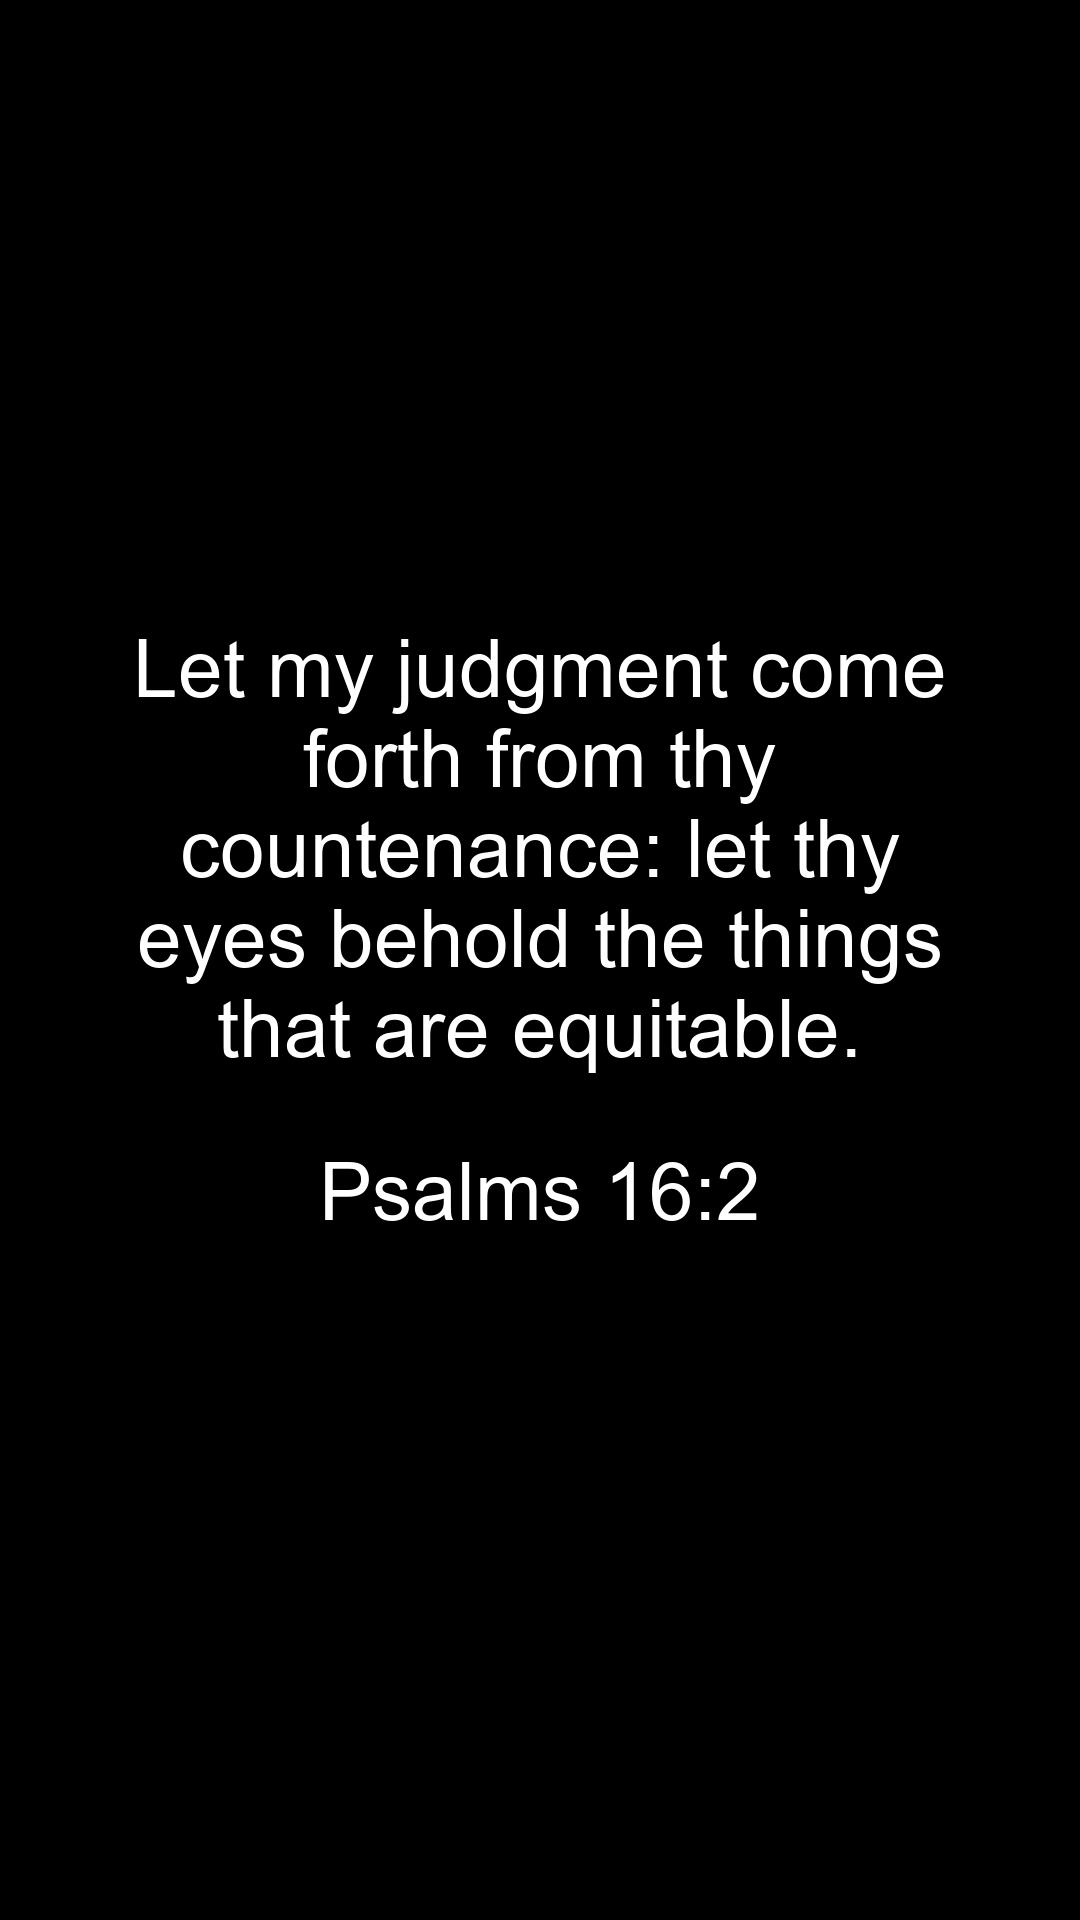 Let my judgment come
forth from thy
countenance: let thy
eyes behold the things
that are equitable.
Psalms 16:2